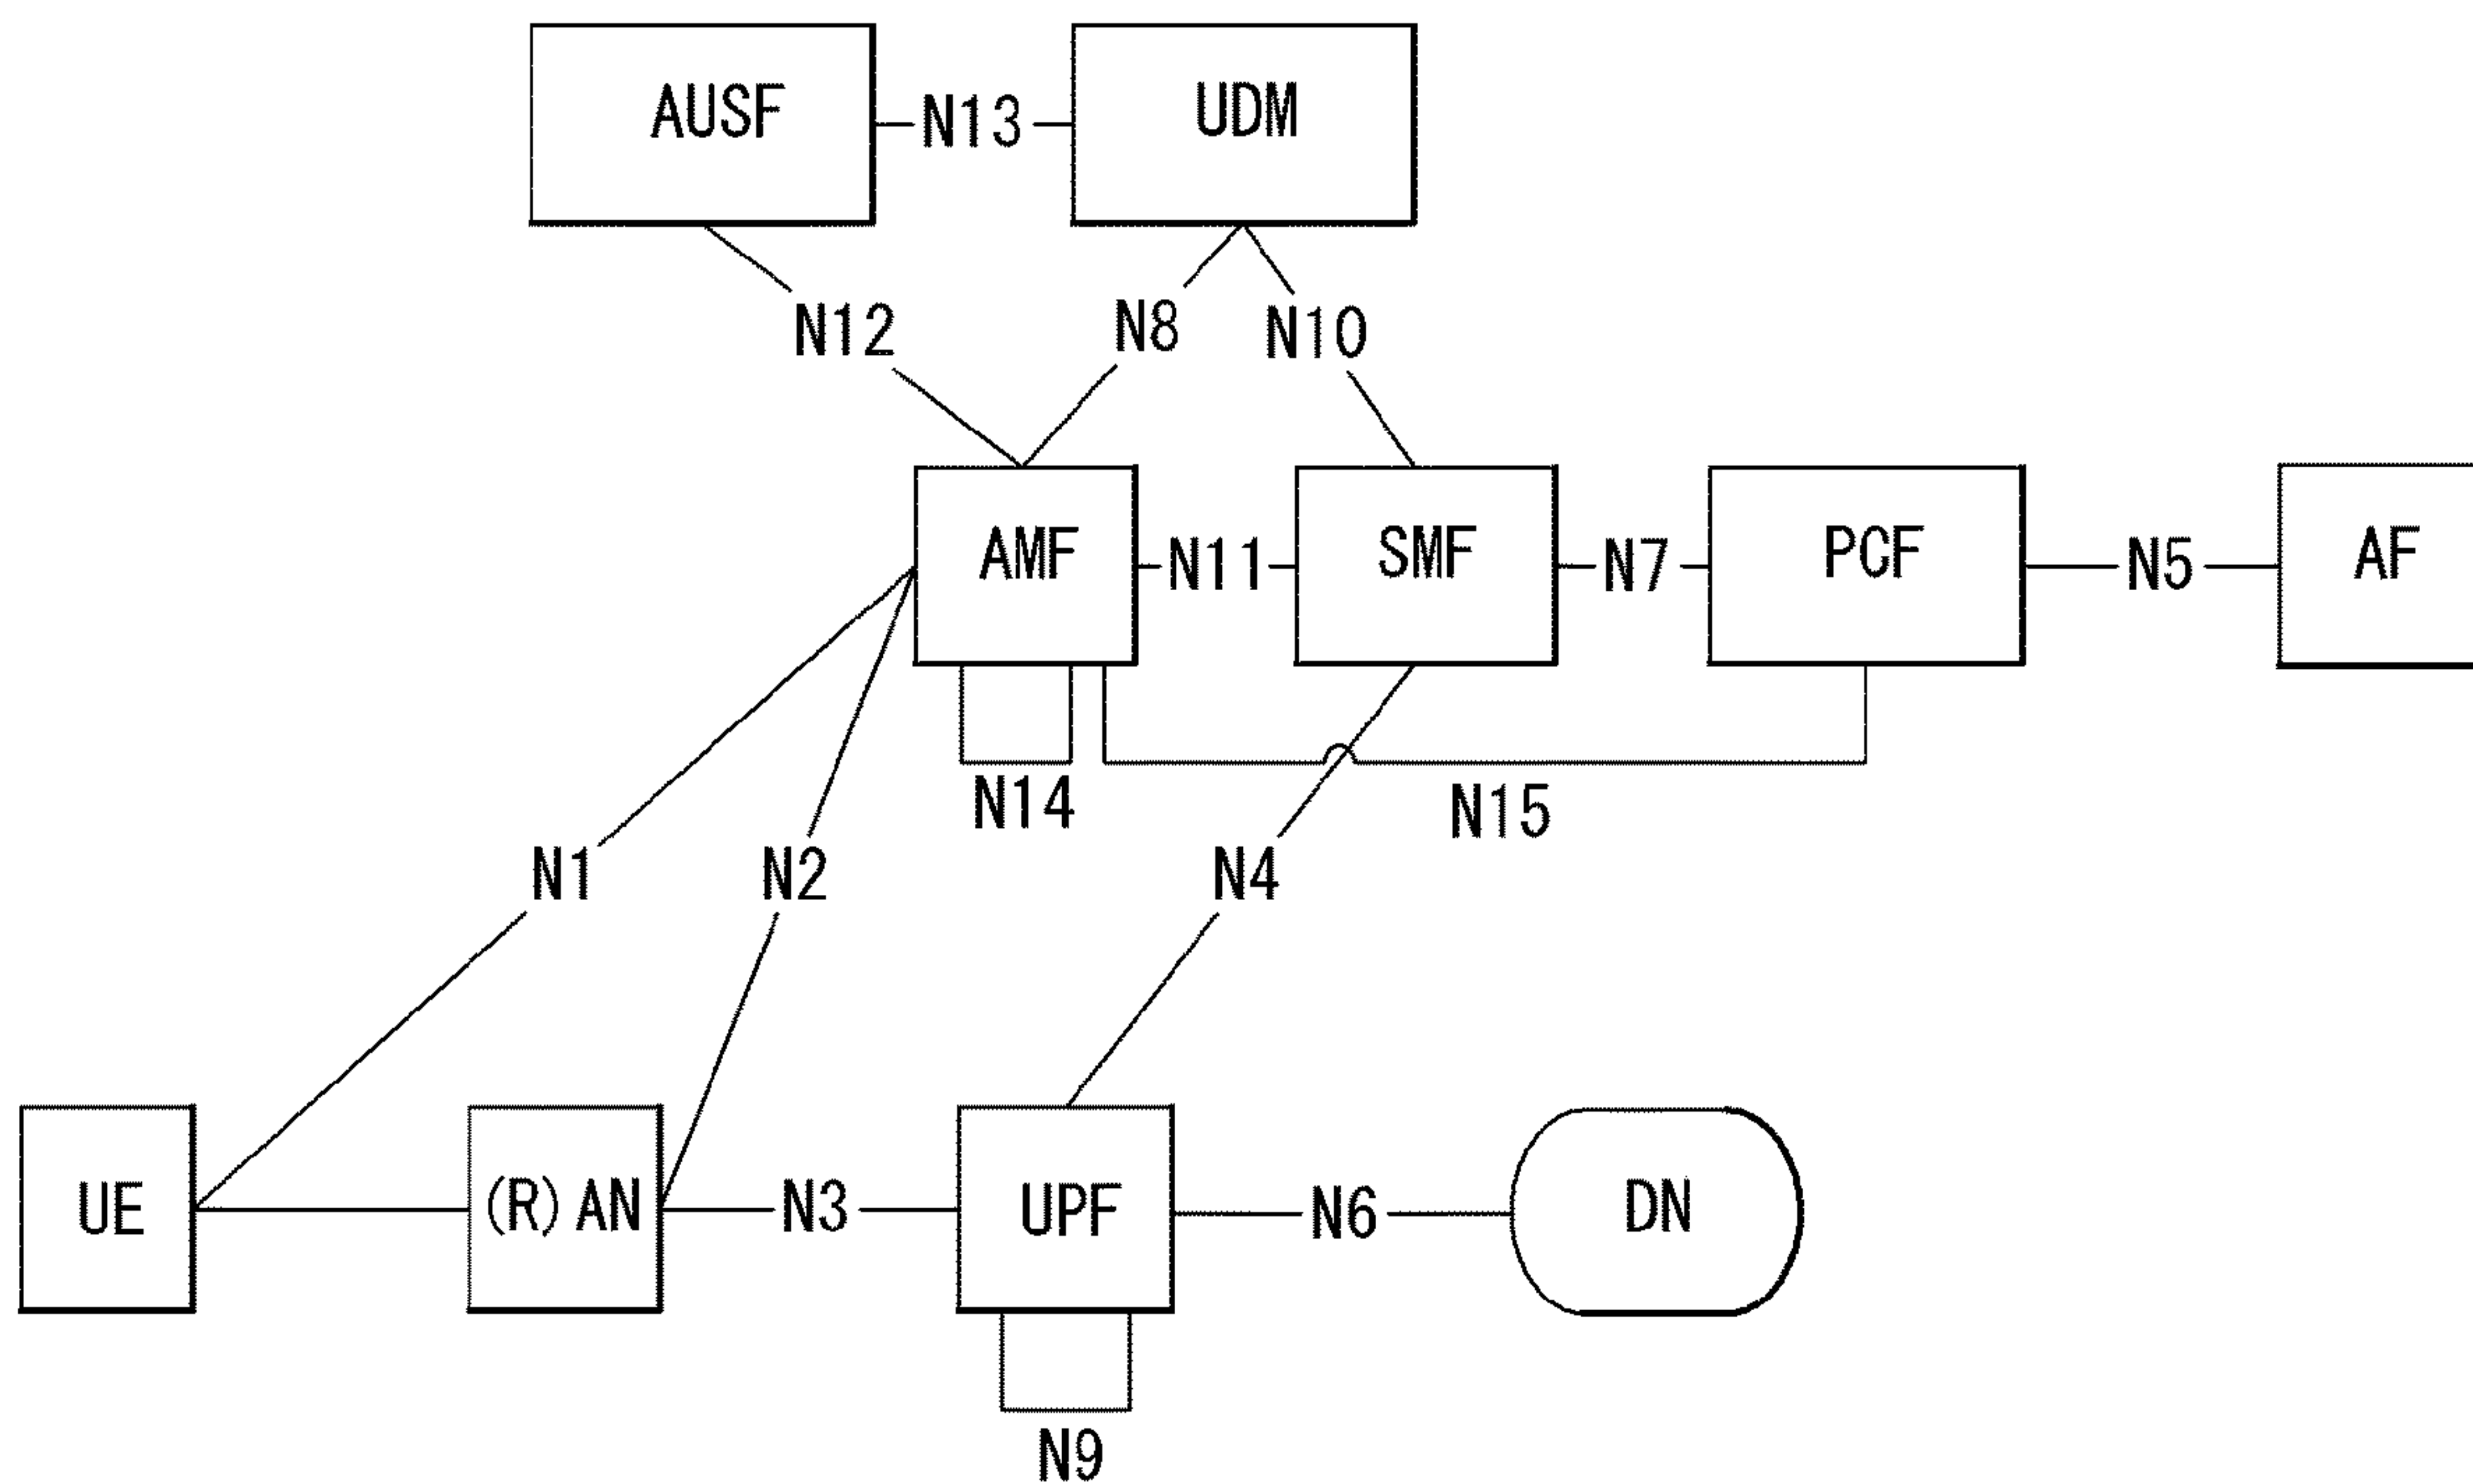 AUSF N13 UDM
N12 N8 N10
AMF N11 SMF N7 PCF N5 AF
N14 N15
N1 N2 N4
UE (R)AN N3 UPF N6 DN
N9